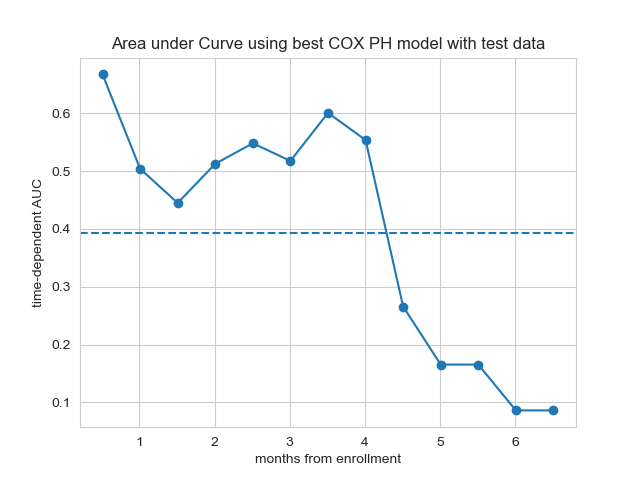 Area under Curve using best COX PH model with test data
time-dependent AUC
0.6
0.5
0.4
0.3
0.2
0.1
1 2 3 4 5 6
months from enrollment